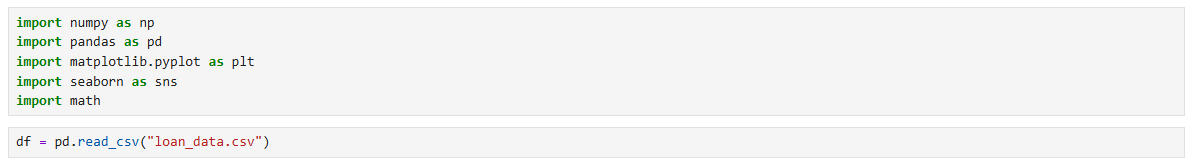 import numpy as np
import pandas as pd
import matplotlib.pyplot as plt
import seaborn as sns
import math
df = pd.read_csv("loan_data.csv")